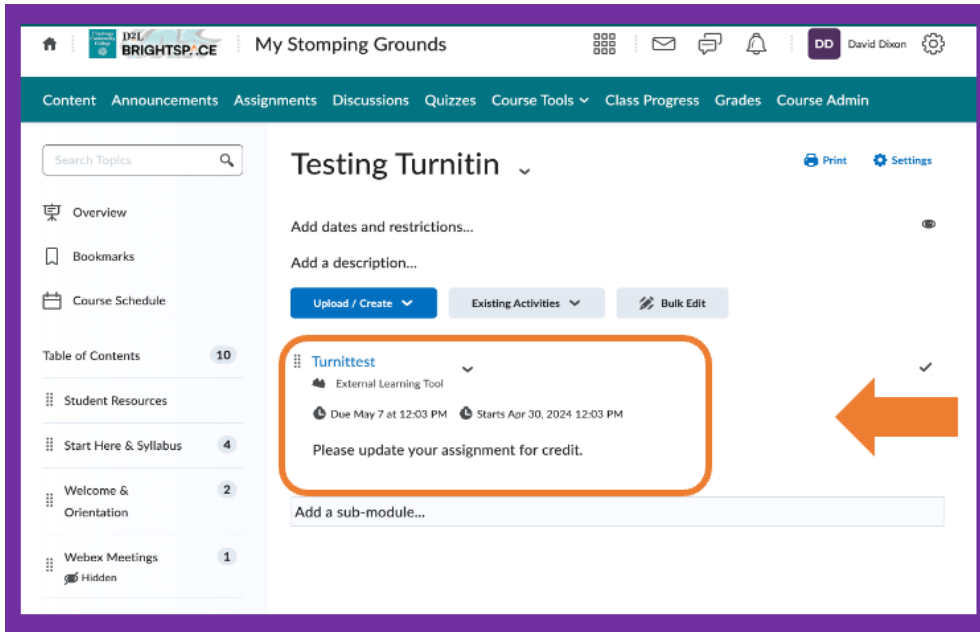 D2L
BRIGHTSPACE
My Stomping Grounds
DD
David Dixon
Content Announcements Assignments Discussions Quizzes Course Tools Class Progress Grades Course Admin
Search Topics
Overview
Bookmarks
Course Schedule
Table of Contents 10
Student Resources
Start Here & Syllabus 4
Welcome & 2
Orientation
Webex Meetings 1
Hidden
Testing Turnitin
Print Settings
Add dates and restrictions...
Add a description...
Upload / Create Existing Activities Bulk Edit
Turnittest
External Learning Tool
Due May 7 at 12:03 PM Starts Apr 30, 2024 12:03 PM
Please update your assignment for credit.
Add a sub-module...